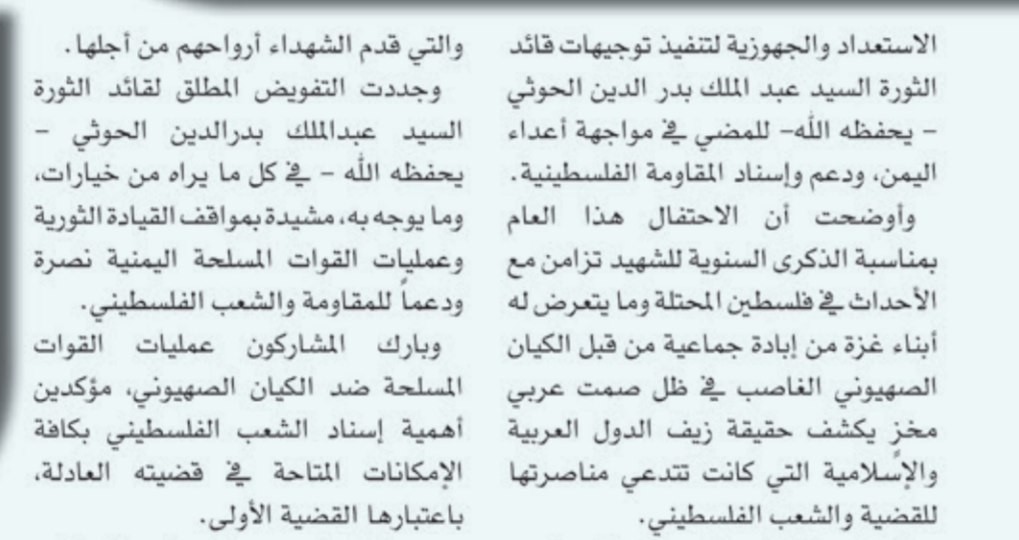 الاستعداد والجهوزية لتنفيذ توجيهات قائد
الثورة السيد عبد الملك بدر الدين الحوثي
– يحفظه الله– للمضي في مواجهة أعداء
اليمن، ودعم وإسناد المقاومة الفلسطينية.
وأوضحت أن الاحتفال هذا العام
بمناسبة الذكرى السنوية للشهيد تزامن مع
الأحداث في فلسطين المحتلة وما يتعرض له
أبناء غزة من إبادة جماعية من قبل الكيان
الصهيوني الغاصب في ظل صمت عربي
مخزٍ يكشف حقيقة زيف الدول العربية
والإسلامية التي كانت تتدعي مناصرتها
للقضية والشعب الفلسطيني.
والتي قدم الشهداء أرواحهم من أجلها.
وجددت التفويض المطلق لقائد الثورة
السيد عبدالملك بدرالدين الحوثي –
يحفظه الله – في كل ما يراه من خيارات،
وما يوجه به، مشيدة بمواقف القيادة الثورية
وعمليات القوات المسلحة اليمنية نصرة
ودعماً للمقاومة والشعب الفلسطيني.
وبارك المشاركون عمليات القوات
المسلحة ضد الكيان الصهيوني، مؤكدين
أهمية إسناد الشعب الفلسطيني بكافة
الإمكانات المتاحة في قضيته العادلة،
باعتبارها القضية الأولى.